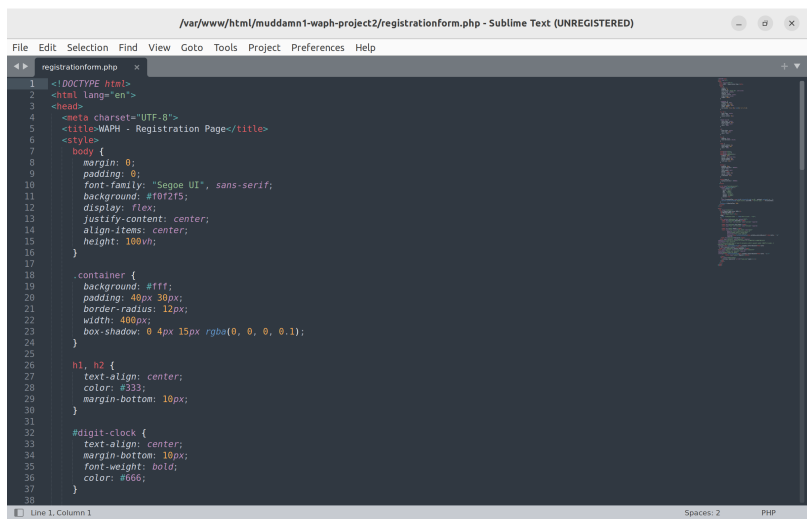 /var/www/html/muddamn1-waph-project2/registrationform.php - Sublime Text (UNREGISTERED)
File Edit Selection Find View Goto Tools Project Preferences Help
registrationform.php
1 <!DOCTYPE html>
2 <html lang="en">
3 <head>
4 <meta charset="UTF-8">
5 <title>WAPH - Registration Page</title>
6 <style>
7 body {
8 margin: 0;
9 padding: 0;
10 font-family: "Segoe UI", sans-serif;
11 background: #f0f2f5;
12 display: flex;
13 justify-content: center;
14 align-items: center;
15 height: 100vh;
16 }
17
18 .container {
19 background: #fff;
20 padding: 40px 30px;
21 border-radius: 12px;
22 width: 400px;
23 box-shadow: 0 4px 15px rgba(0, 0, 0, 0.1);
24 }
25
26 h1, h2 {
27 text-align: center;
28 color: #333;
29 margin-bottom: 10px;
30 }
31
32 #digit-clock {
33 text-align: center;
34 margin-bottom: 10px;
35 font-weight: bold;
36 color: #666;
37 }
38
Line 1, Column 1 Spaces: 2 PHP